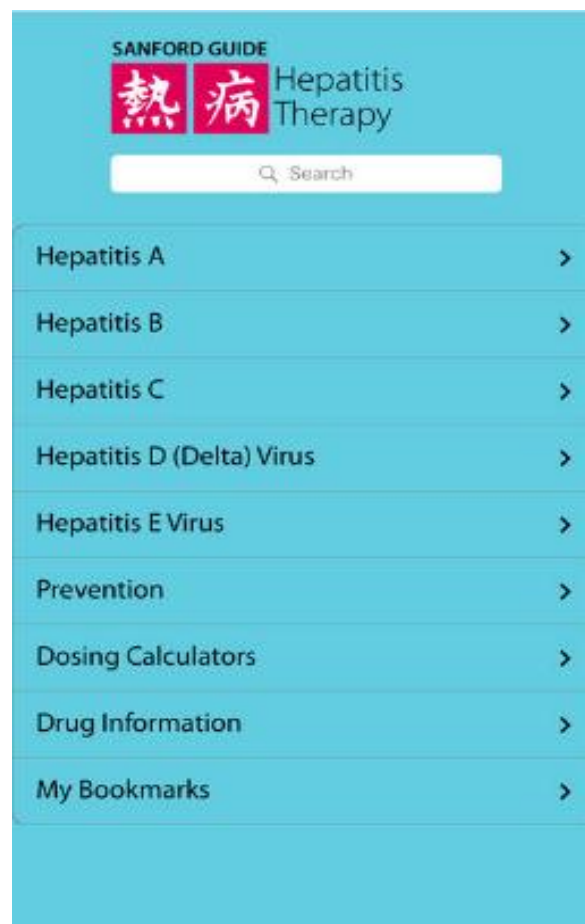 SANFORD GUIDE
熱病 Hepatitis
Therapy
Search
Hepatitis A
Hepatitis B
Hepatitis C
Hepatitis D (Delta) Virus
Hepatitis E Virus
Prevention
Dosing Calculators
Drug Information
My Bookmarks